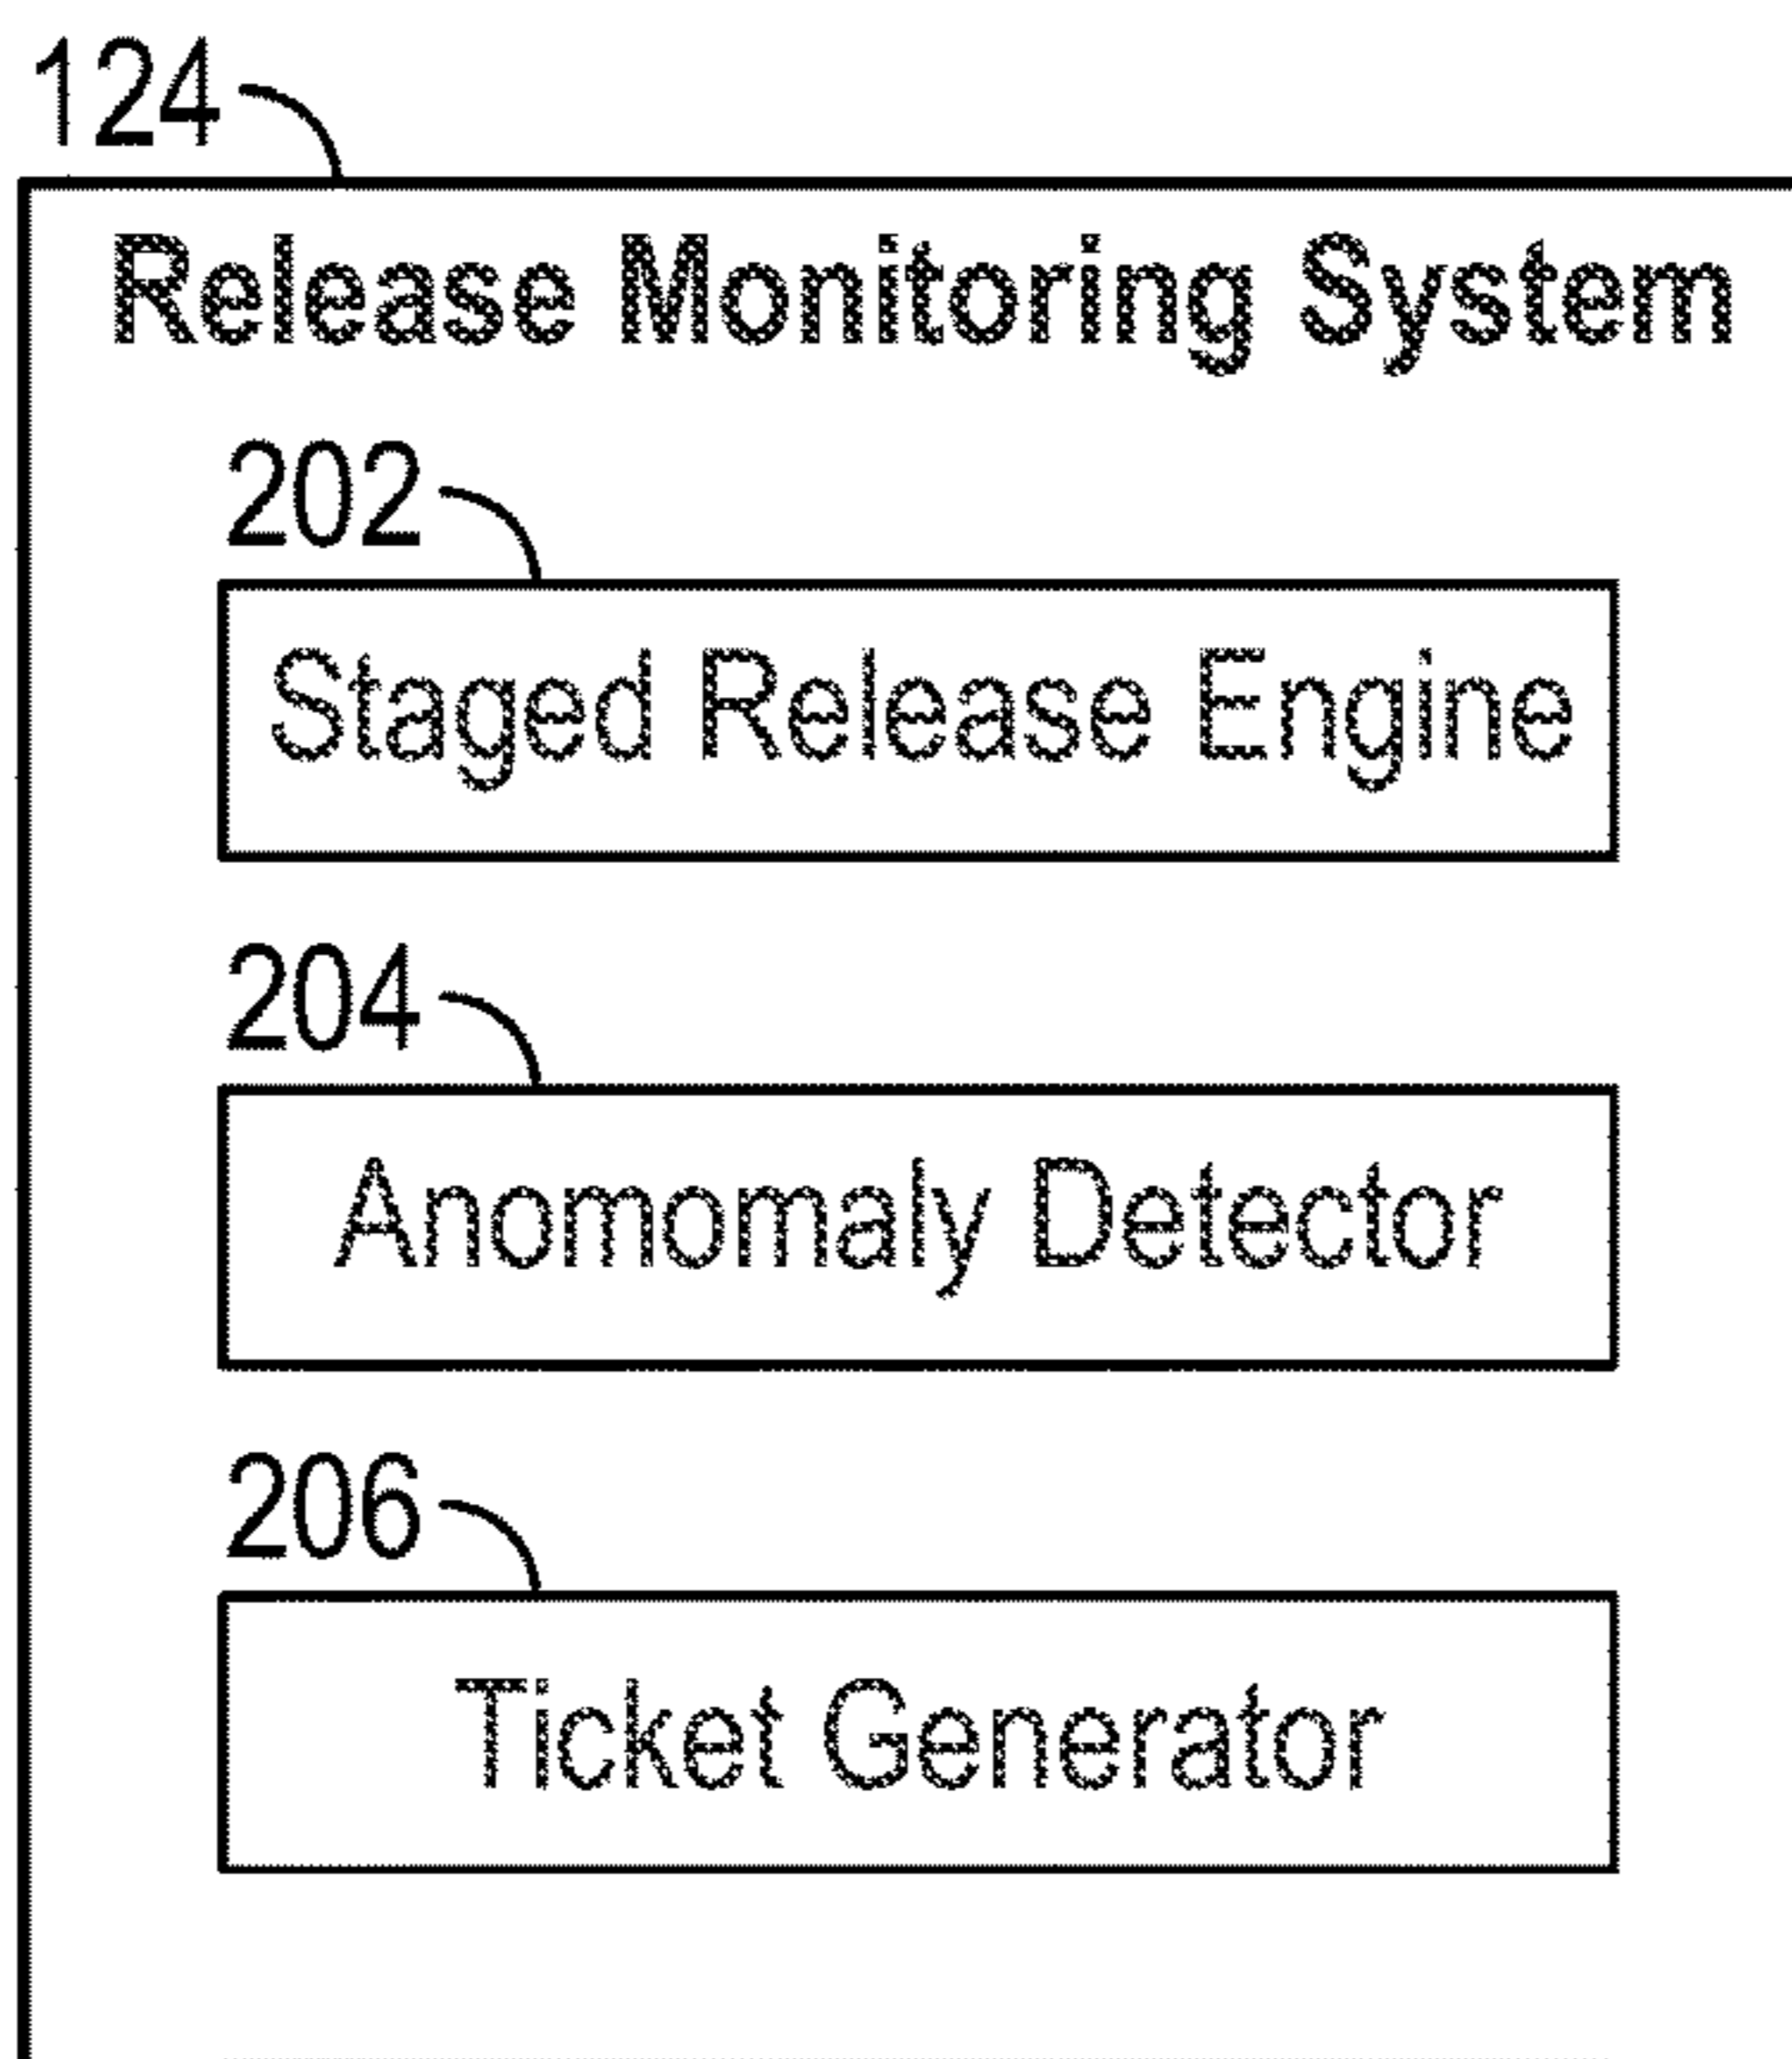 124
Release Monitoring System
202
Staged Release Engine
204
Anomomaly Detector
206
Ticket Generator